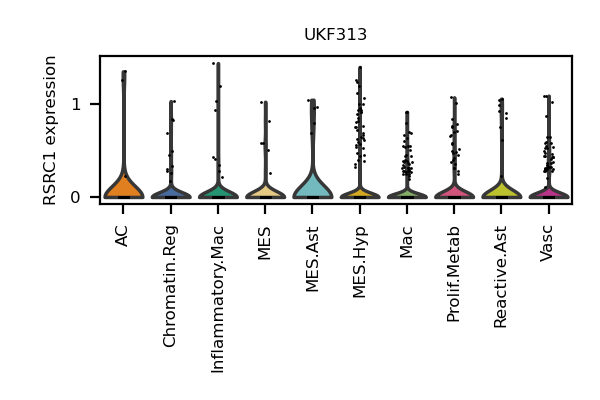 UKF313
RSRC1 expression
1
0
AC
Chromatin.Reg
Inflammatory.Mac
MES
MES.Ast
MES.Hyp
Mac
Prolif.Metab
Reactive.Ast
Vasc